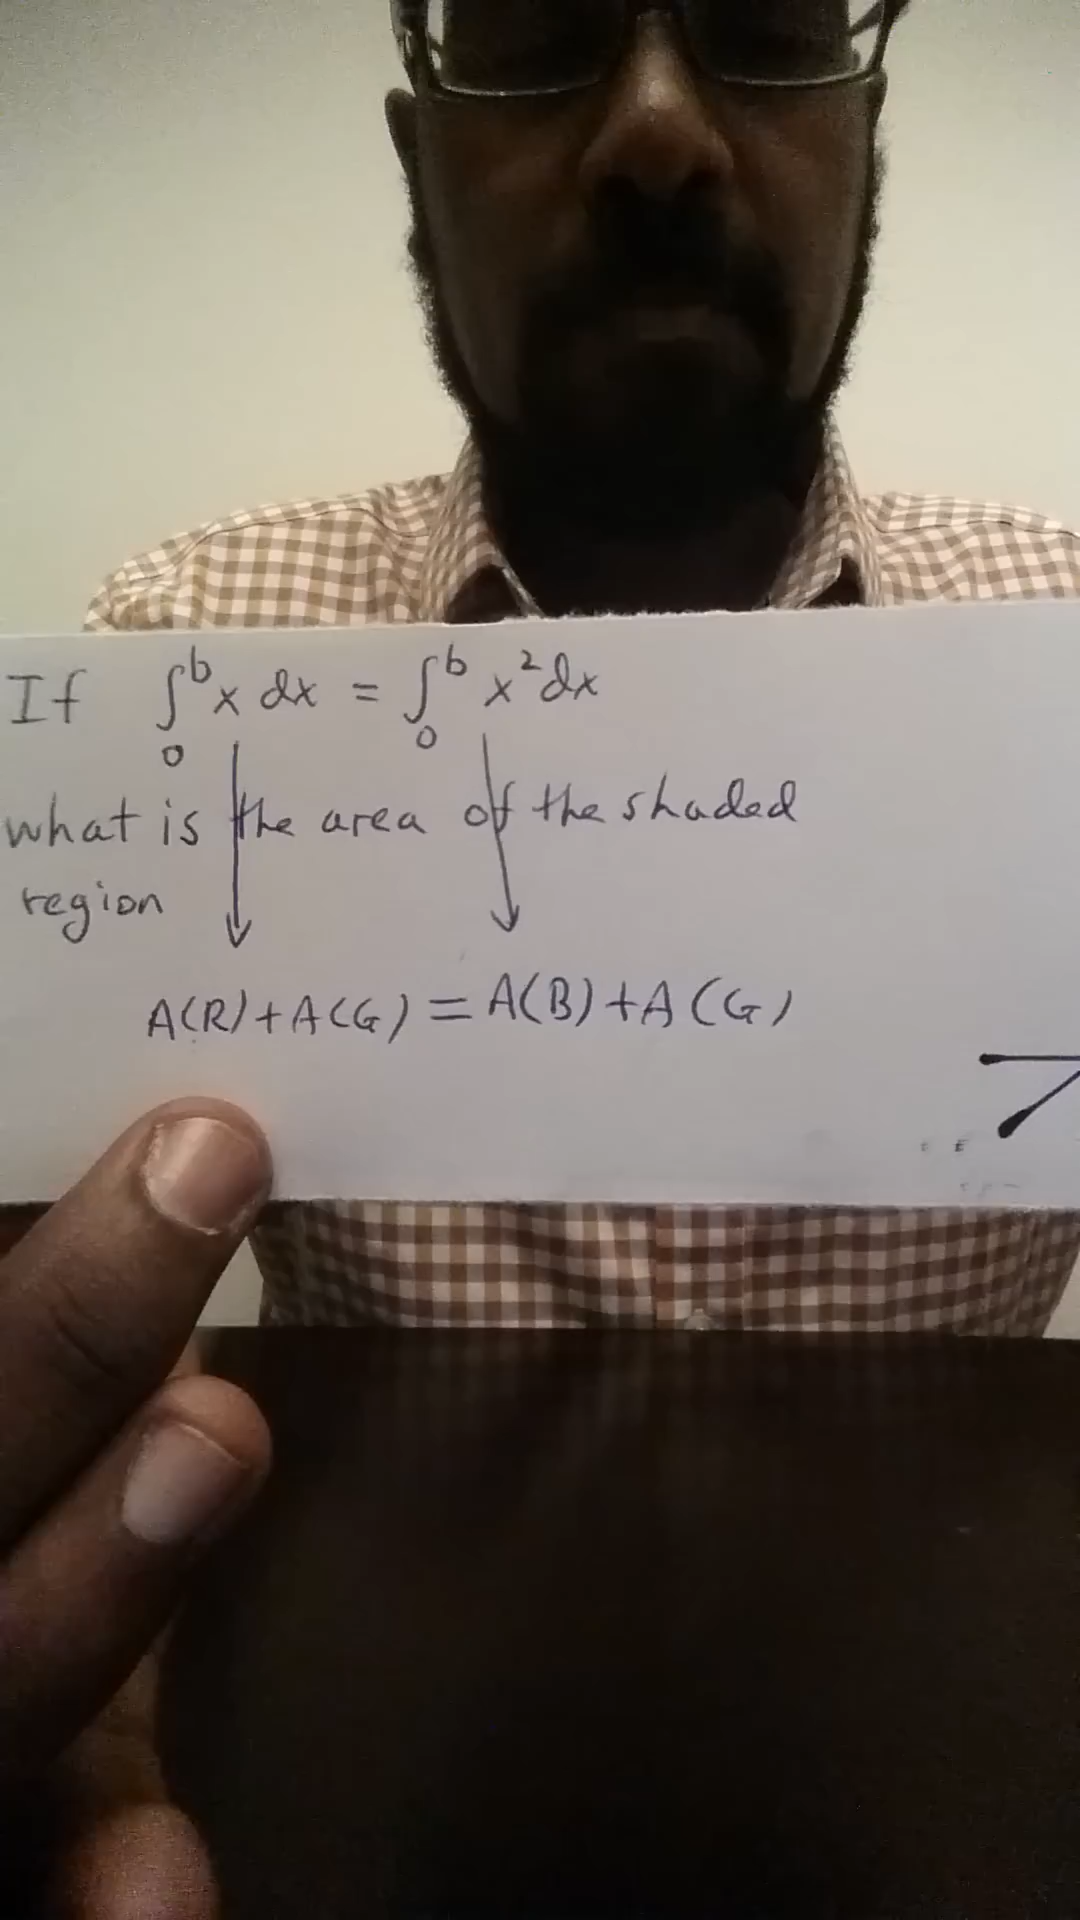 If ∫₀ᵇ x dx = ∫₀ᵇ x² dx
what is the area of the shaded
region
A(R)+A(G) = A(B)+A(G)